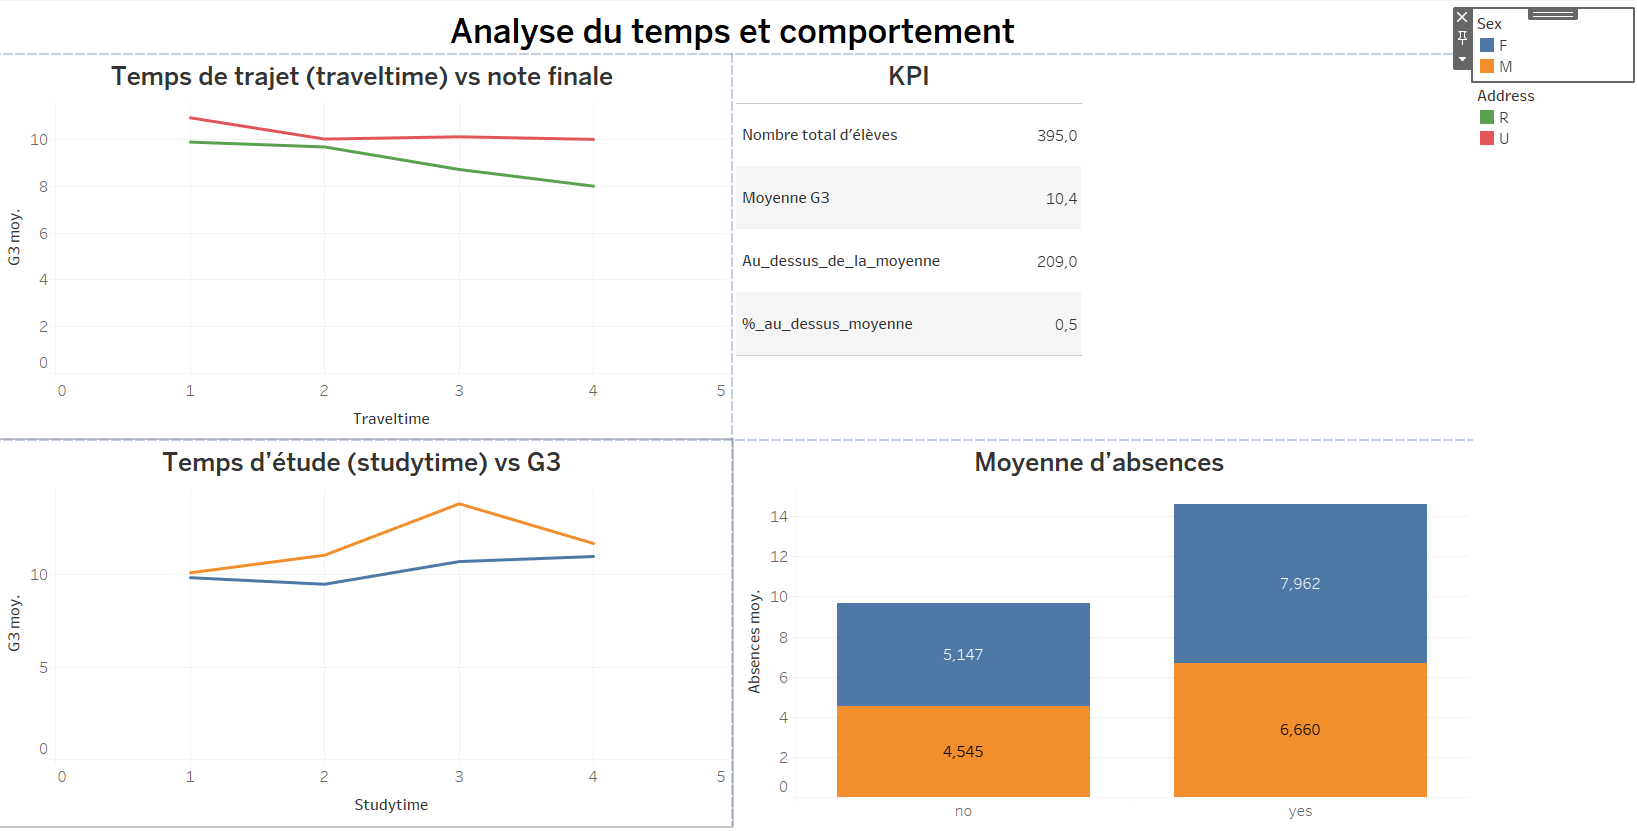 Analyse du temps et comportement
Temps de trajet (traveltime) vs note finale
G3 moy.
10
8
6
4
2
0
0 1 2 3 4 5
Traveltime
KPI
Nombre total d’élèves 395,0
Moyenne G3 10,4
Au_dessus_de_la_moyenne 209,0
%_au_dessus_moyenne 0,5
Sex
F
M
Address
R
U
Temps d’étude (studytime) vs G3
G3 moy.
10
5
0
0 1 2 3 4 5
Studytime
Moyenne d’absences
Absences moy.
14
12
10
8
6
4
2
0
5,147
4,545
7,962
6,660
no yes